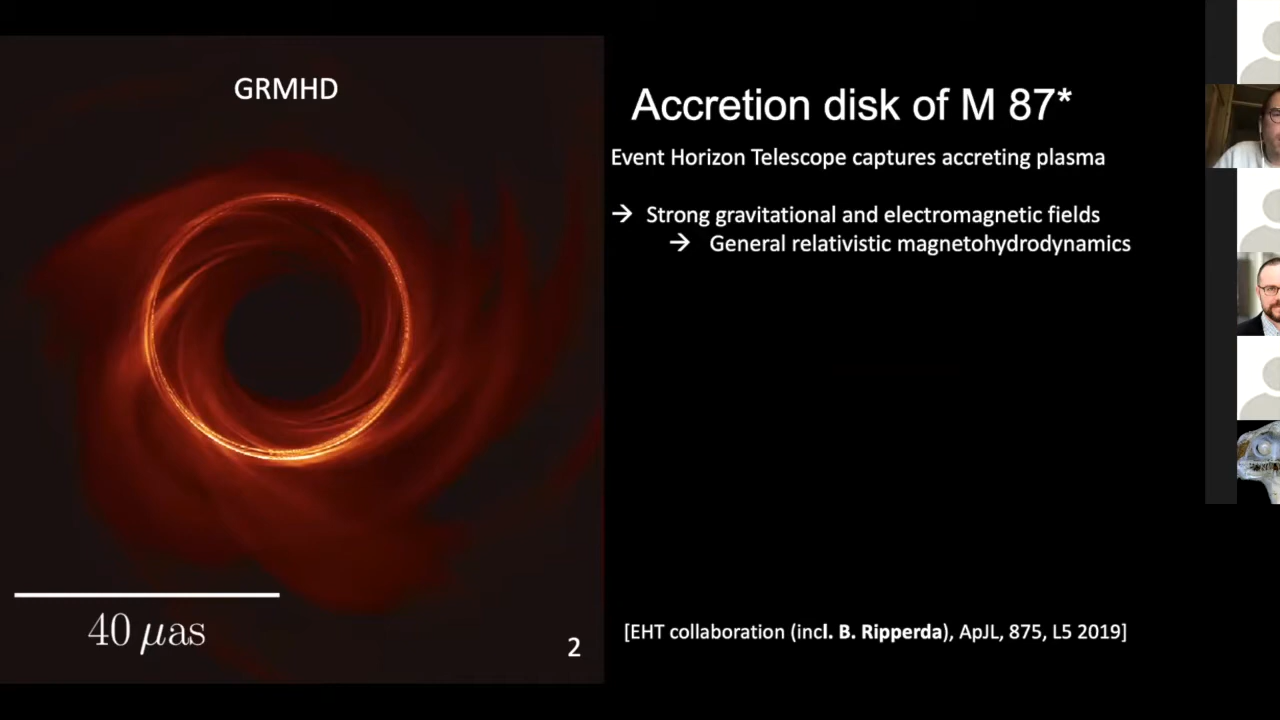 GRMHD
Accretion disk of M 87*
Event Horizon Telescope captures accreting plasma
→ Strong gravitational and electromagnetic fields
→ General relativistic magnetohydrodynamics
40 μas
2
[EHT collaboration (incl. B. Ripperda), ApJL, 875, L5 2019]